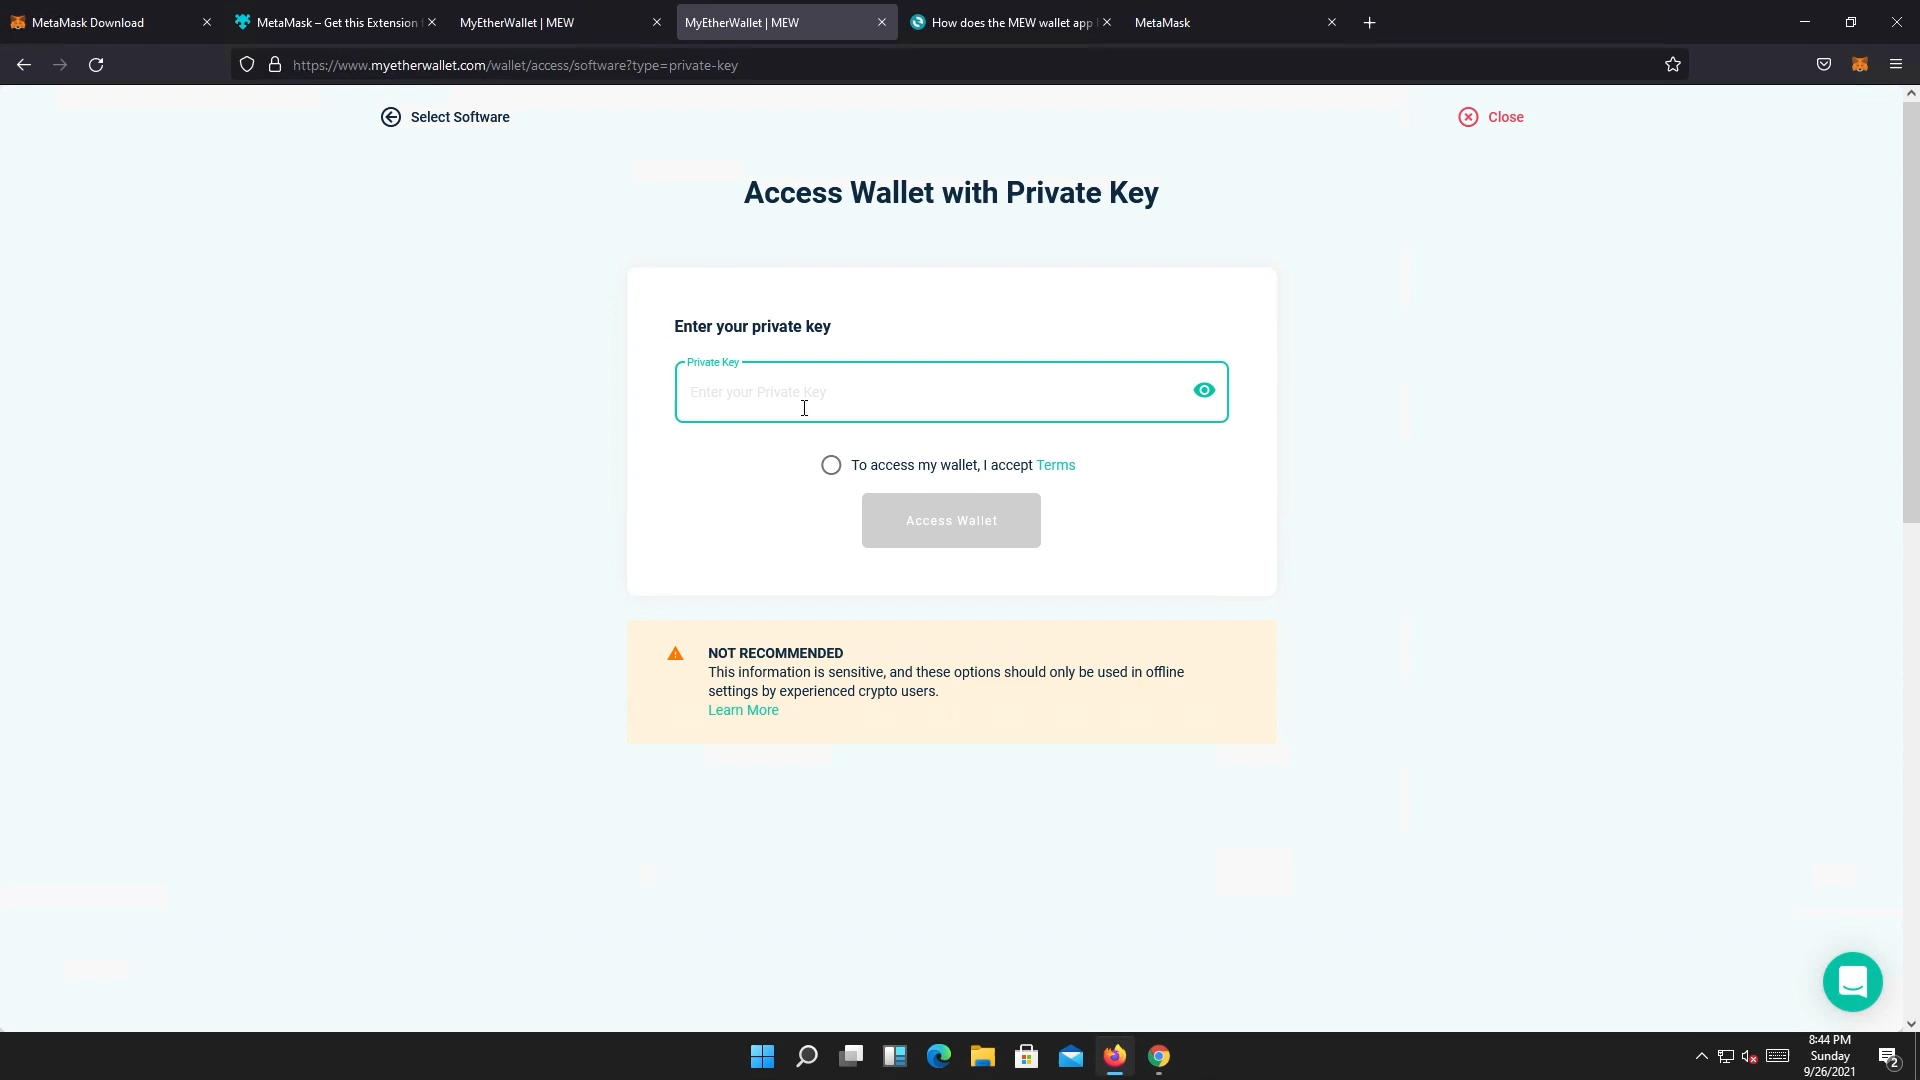 MetaMask Download
MetaMask – Get this Extension
MyEtherWallet | MEW
MyEtherWallet | MEW
How does the MEW wallet app
MetaMask
https://www.myetherwallet.com/wallet/access/software?type=private-key
Select Software
Close
Access Wallet with Private Key
Enter your private key
Private Key
Enter your Private Key
To access my wallet, I accept Terms
Access Wallet
NOT RECOMMENDED
This information is sensitive, and these options should only be used in offline
settings by experienced crypto users.
Learn More
8:44 PM
Sunday
9/26/2021
2